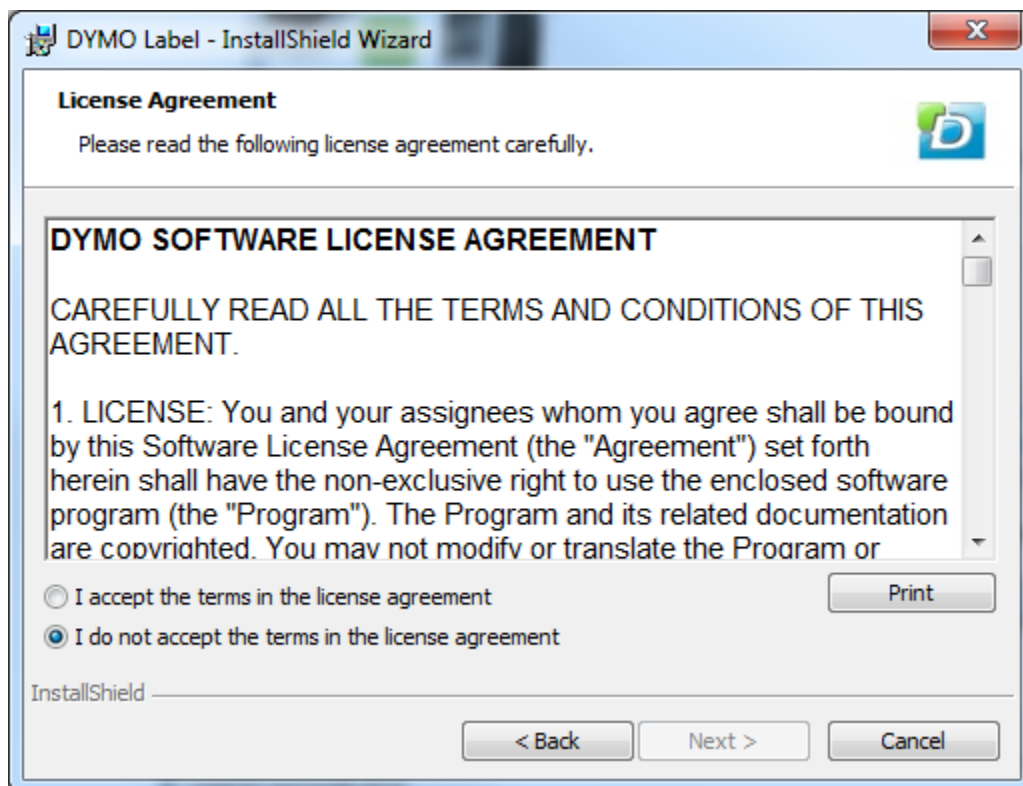 DYMO Label - InstallShield Wizard
License Agreement
Please read the following license agreement carefully.
DYMO SOFTWARE LICENSE AGREEMENT
CAREFULLY READ ALL THE TERMS AND CONDITIONS OF THIS
AGREEMENT.
1. LICENSE: You and your assignees whom you agree shall be bound
by this Software License Agreement (the "Agreement") set forth
herein shall have the non-exclusive right to use the enclosed software
program (the "Program"). The Program and its related documentation
are copyrighted. You may not modify or translate the Program or
I accept the terms in the license agreement
Print
I do not accept the terms in the license agreement
InstallShield
< Back
Next >
Cancel